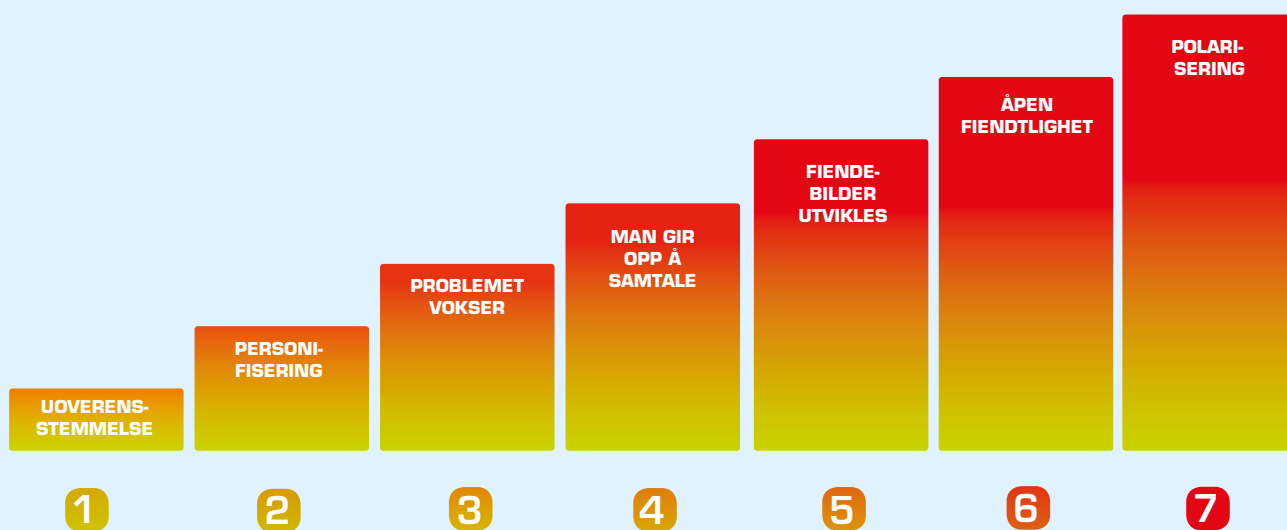 UOVERENS-
STEMMELSE
PERSONI-
FISERING
PROBLEMET
VOKSER
MAN GIR
OPP Å
SAMTALE
FIENDE-
BILDER
UTVIKLES
ÅPEN
FIENDTLIGHET
POLARI-
SERING
1
2
3
4
5
6
7